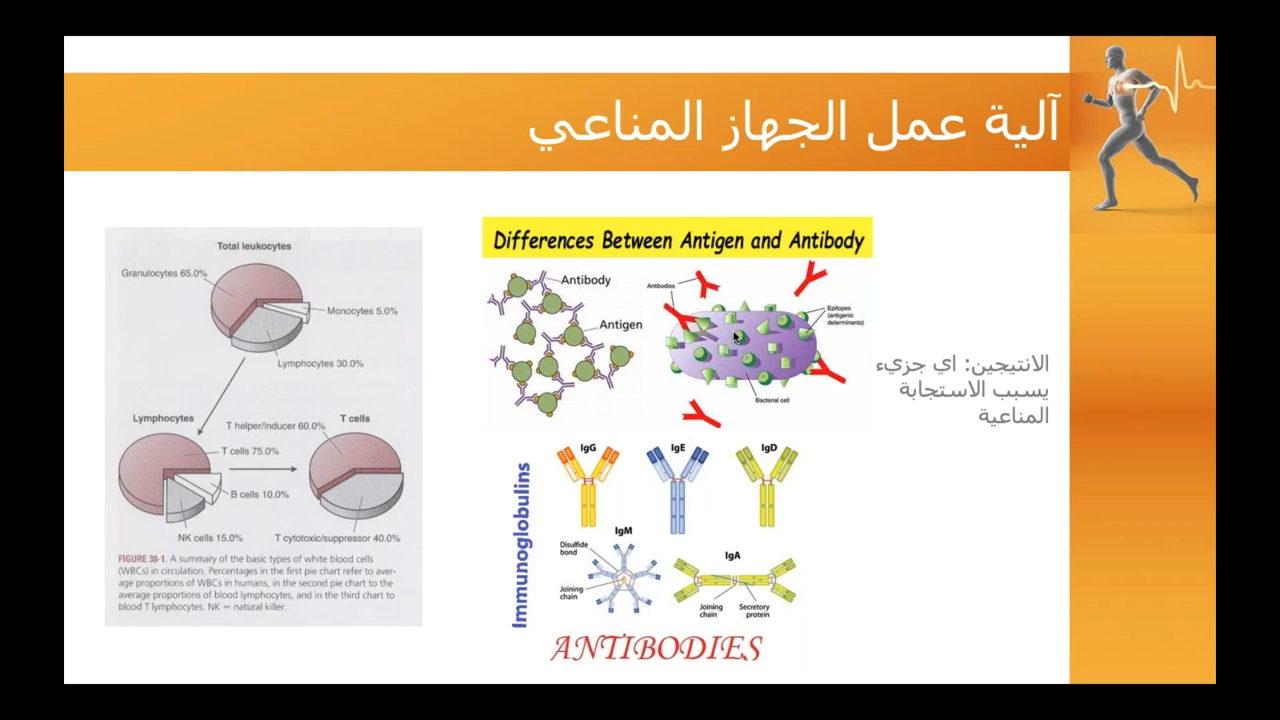 آلية عمل الجهاز المناعي
Total leukocytes
Granulocytes 65.0%
Monocytes 5.0%
Lymphocytes 30.0%
Lymphocytes
T cells
T helper/inducer 60.0%
T cells 75.0%
B cells 10.0%
NK cells 15.0%
T cytotoxic/suppressor 40.0%
FIGURE 38-1. A summary of the basic types of white blood cells
(WBCs) in circulation. Percentages in the first pie chart refer to aver-
age proportions of WBCs in humans, in the second pie chart to the
average proportions of blood lymphocytes, and in the third chart to
blood T lymphocytes. NK = natural killer.
Differences Between Antigen and Antibody
Antibody
Antigen
Antibodies
Epitopes
(antigenic
determinants)
Bacterial cell
الانتيجين: اي جزيء
يسبب الاستجابة
المناعية
Immunoglobulins
IgG
IgE
IgD
IgM
Disulfide
bond
Joining
chain
IgA
Joining
chain
Secretory
protein
ANTIBODIES